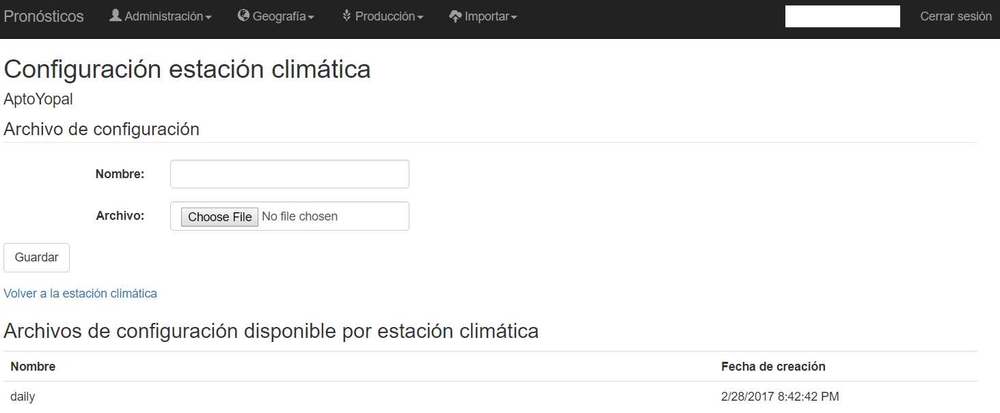 Pronósticos Administración Geografía Producción Importar Cerrar sesión
Configuración estación climática
AptoYopal
Archivo de configuración
Nombre:
Archivo: Choose File No file chosen
Guardar
Volver a la estación climática
Archivos de configuración disponible por estación climática
Nombre Fecha de creación
daily 2/28/2017 8:42:42 PM